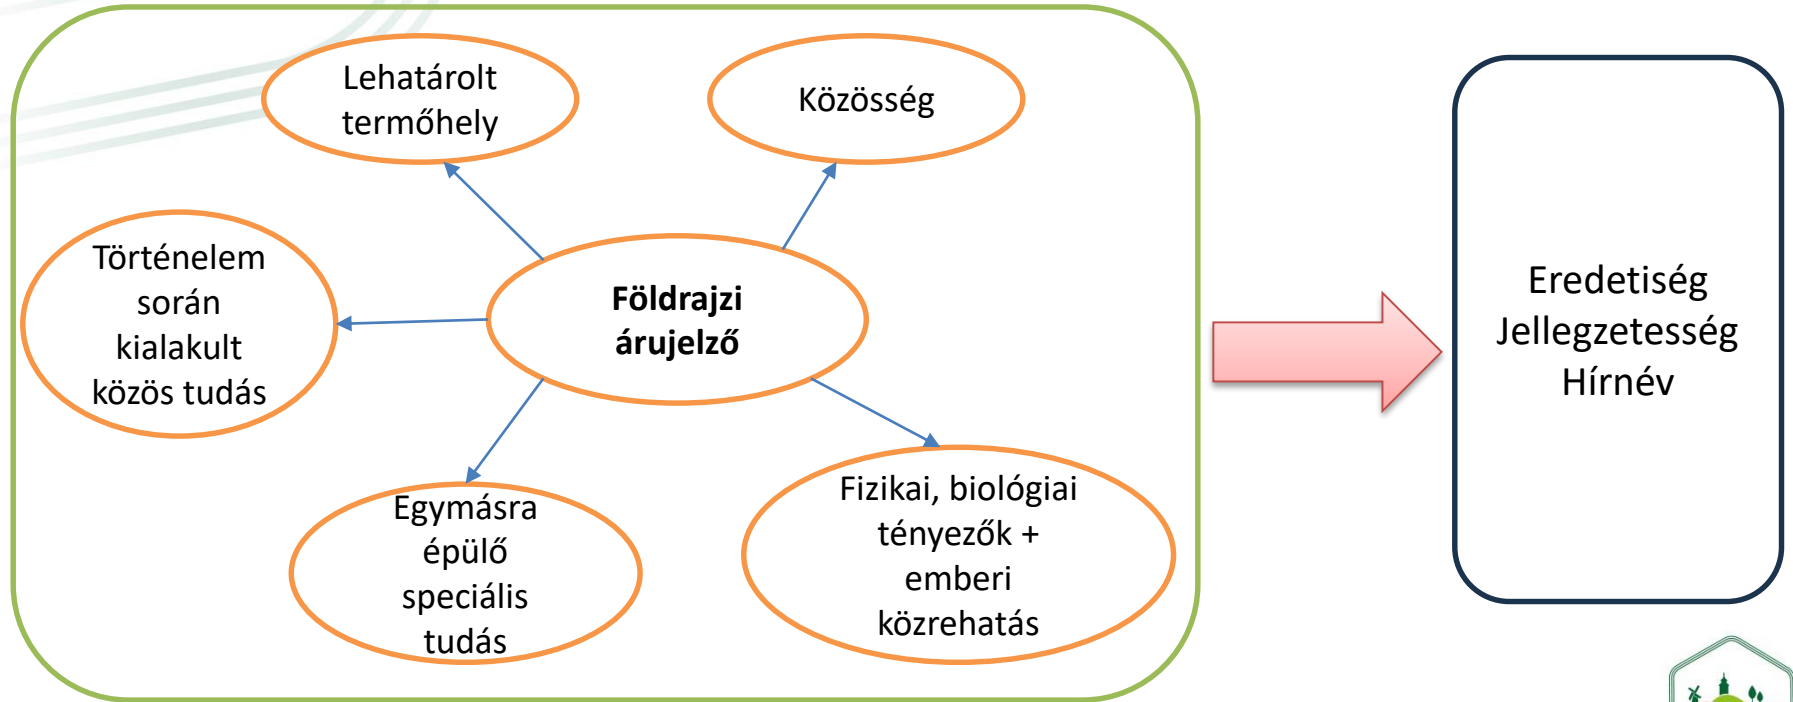 Lehatárolt
termőhely
Közösség
Történelem
során
kialakult
közös tudás
Földrajzi
árujelző
Egymásra
épülő
speciális
tudás
Fizikai, biológiai
tényezők +
emberi
közrehatás
Eredetiség
Jellegzetesség
Hírnév